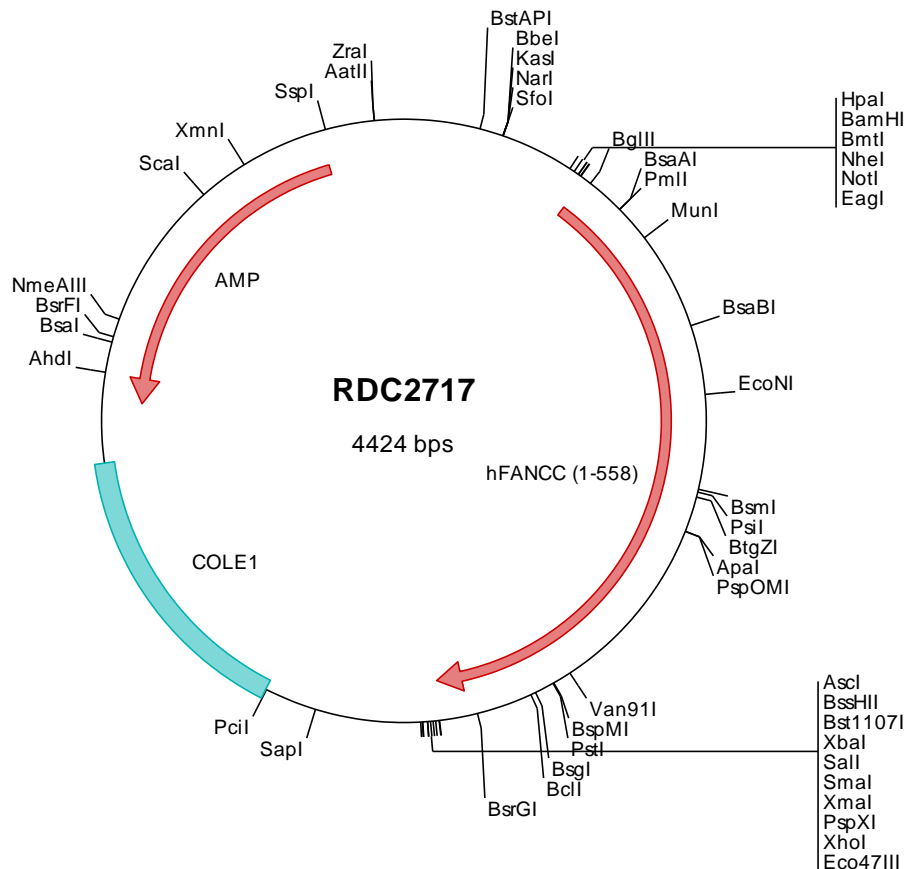 BstAPI
BbeI
KasI
NarI
SfoI
ZraI
AatII
SspI
XmnI
ScaI
HpaI
BamHI
BmtI
NheI
NotI
EagI
BglII
BsaAI
PmlI
MunI
NmeAIII
BsrFI
BsaI
AhdI
AMP
BsaBI
EcoNI
RDC2717
4424 bps
hFANCC (1-558)
BsmI
PsiI
BtgZI
ApaI
PspOMI
COLE1
PciI
SapI
Van91I
BspMI
PstI
BsgI
BclI
BsrGI
AscI
BssHII
Bst1107I
XbaI
SalI
SmaI
XmaI
PspXI
XhoI
Eco47III